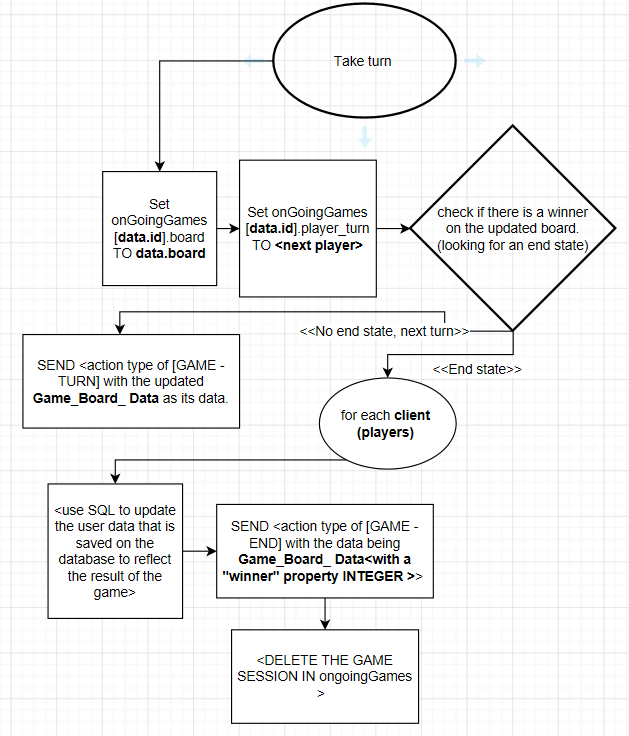 Take turn
Set
onGoingGames
[data.id].board
TO data.board
Set onGoingGames
[data.id].player_turn
TO <next player>
check if there is a winner
on the updated board.
(looking for an end state)
<<No end state, next turn>>
<<End state>>
SEND <action type of [GAME -
TURN] with the updated
Game_Board_ Data as its data.
for each client
(players)
<use SQL to update
the user data that is
saved on the
database to reflect
the result of the
game>
SEND <action type of [GAME -
END] with the data being
Game_Board_ Data<with a
"winner" property INTEGER >>
<DELETE THE GAME
SESSION IN ongoingGames
>